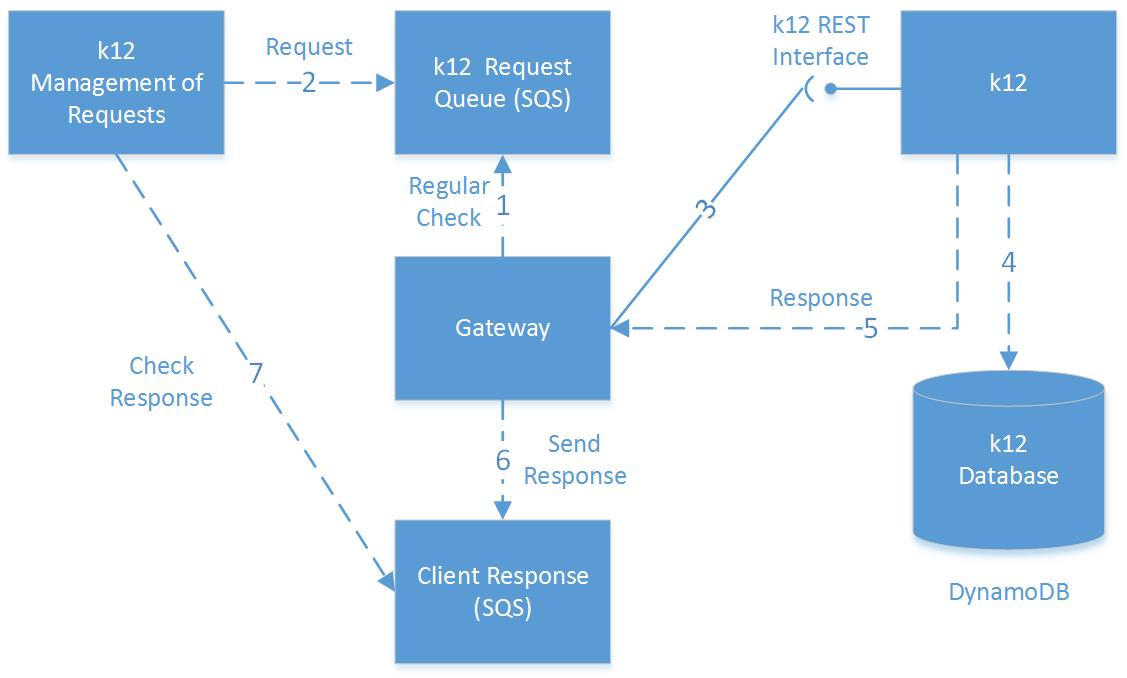 k12
Management of
Requests
Request
2
k12 Request
Queue (SQS)
k12 REST
Interface
k12
Regular
Check
1
3
4
Gateway
Response
5
Check
Response
7
6
Send
Response
k12
Database
Client Response
(SQS)
DynamoDB